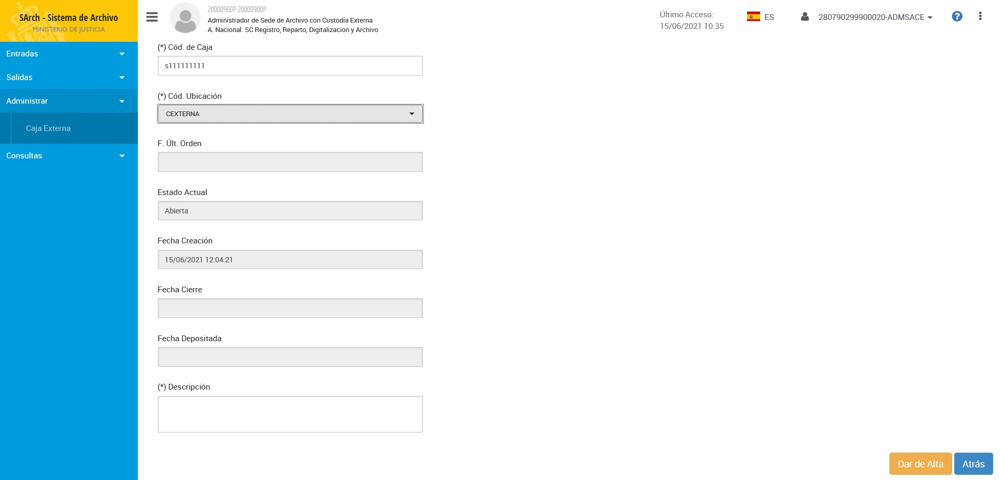 SArch - Sistema de Archivo
MINISTERIO DE JUSTICIA
20000900P 20000900P
Administrador de Sede de Archivo con Custodia Externa
A. Nacional. SC Registro, Reparto, Digitalizacion y Archivo
Último Acceso:
15/06/2021 10:35
ES
280790299900020-ADMSACE
?
Entradas
Salidas
Administrar
Caja Externa
Consultas
(*) Cód. de Caja
s111111111
(*) Cód. Ubicación
CEXTERNA
F. Últ. Orden
Estado Actual
Abierta
Fecha Creación
15/06/2021 12:04:21
Fecha Cierre
Fecha Depositada
(*) Descripción
Dar de Alta
Atrás